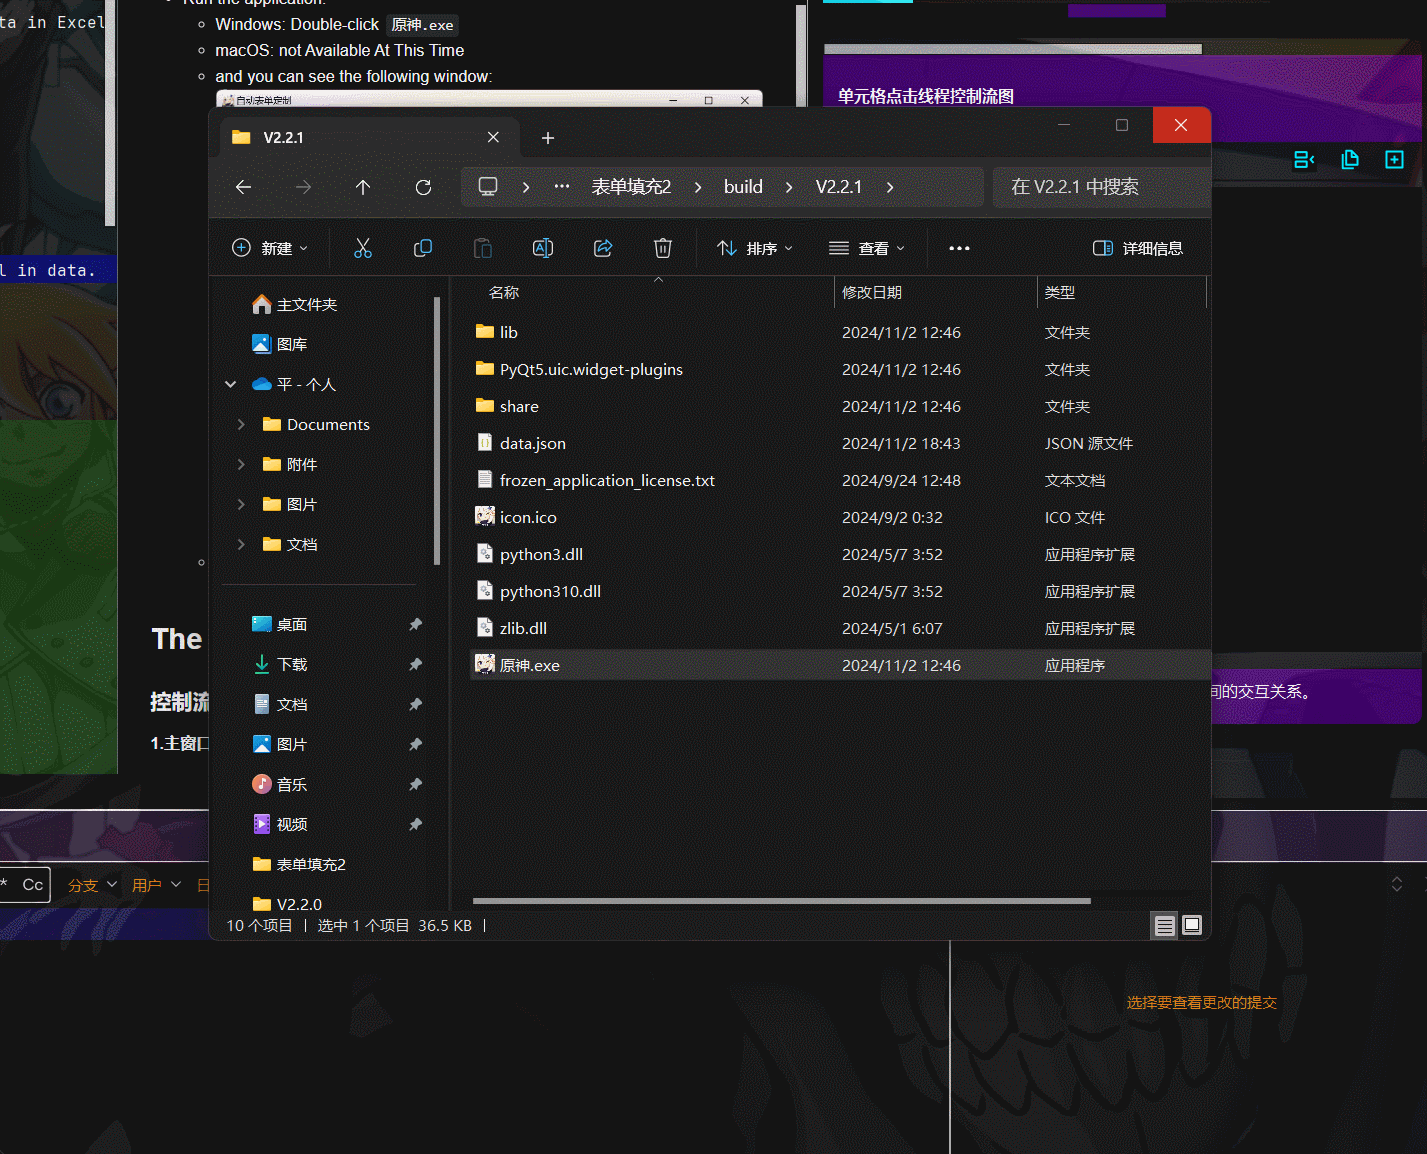 ta in Excel
l in data.
Windows: Double-click 原神.exe
macOS: not Available At This Time
and you can see the following window:
自动表单定制
单元格点击线程控制流图
V2.2.1
表单填充2
build
V2.2.1
在 V2.2.1 中搜索
新建
排序
查看
详细信息
主文件夹
图库
平 - 个人
Documents
附件
图片
文档
桌面
下载
文档
图片
音乐
视频
表单填充2
V2.2.0
名称 修改日期 类型
lib 2024/11/2 12:46 文件夹
PyQt5.uic.widget-plugins 2024/11/2 12:46 文件夹
share 2024/11/2 12:46 文件夹
data.json 2024/11/2 18:43 JSON 源文件
frozen_application_license.txt 2024/9/24 12:48 文本文档
icon.ico 2024/9/2 0:32 ICO 文件
python3.dll 2024/5/7 3:52 应用程序扩展
python310.dll 2024/5/7 3:52 应用程序扩展
zlib.dll 2024/5/1 6:07 应用程序扩展
原神.exe 2024/11/2 12:46 应用程序
10 个项目 选中 1 个项目 36.5 KB
The
控制流
1.主窗口
间的交互关系。
.* Cc 分支 用户 日
选择要查看更改的提交